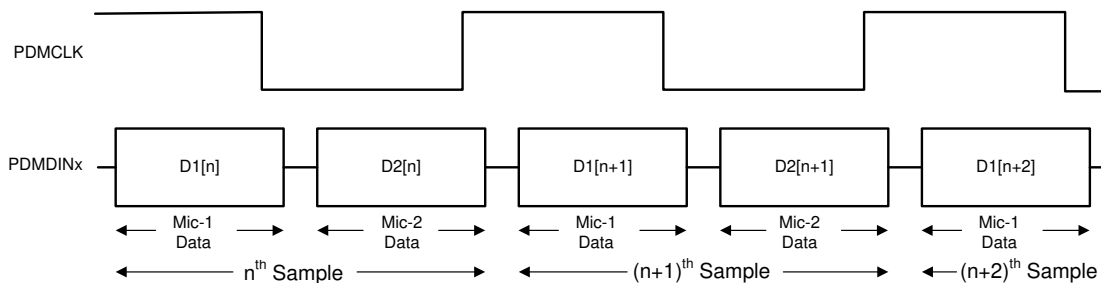 PDMCLK
PDMDINx
D1[n]
D2[n]
D1[n+1]
D2[n+1]
D1[n+2]
Mic-1
Data
Mic-2
Data
Mic-1
Data
Mic-2
Data
Mic-1
Data
nth Sample
(n+1)th Sample
(n+2)th Sample